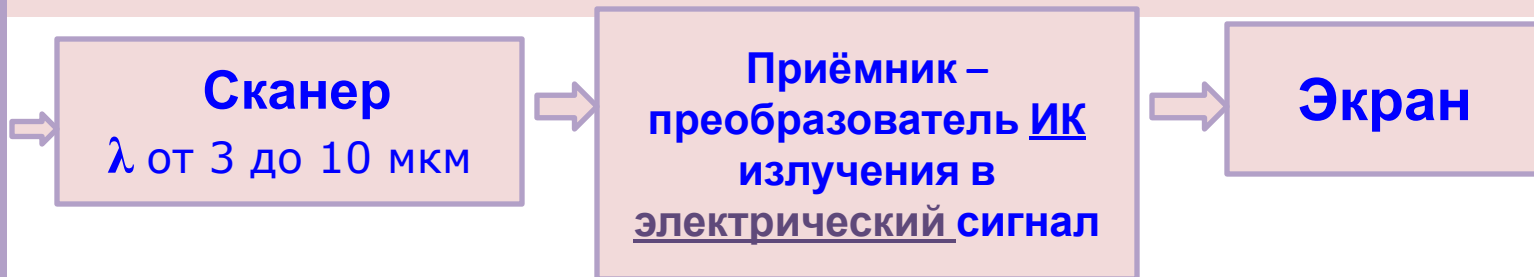 Сканер
λ от 3 до 10 мкм
Приёмник –
преобразователь ИК
излучения в
электрический сигнал
Экран